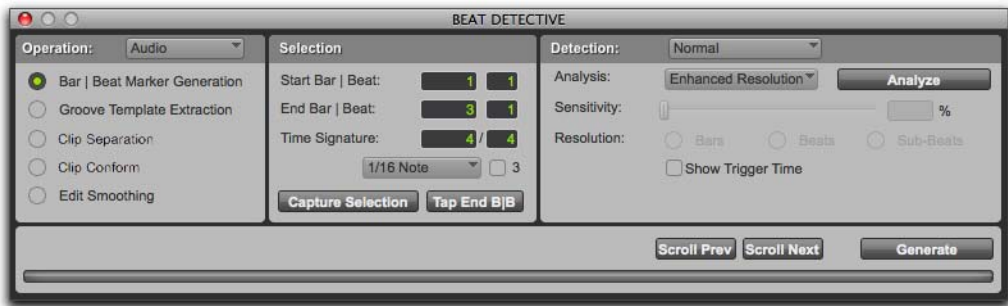 BEAT DETECTIVE
Operation: Audio
Bar | Beat Marker Generation
Groove Template Extraction
Clip Separation
Clip Conform
Edit Smoothing
Selection
Start Bar | Beat: 1 1
End Bar | Beat: 3 1
Time Signature: 4 / 4
1/16 Note 3
Capture Selection Tap End B|B
Detection: Normal
Analysis: Enhanced Resolution Analyze
Sensitivity: %
Resolution: Bars Beats Sub-Beats
Show Trigger Time
Scroll Prev Scroll Next Generate